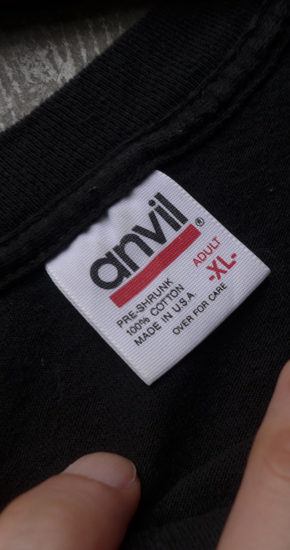 anvil®
ADULT
-XL-
PRE-SHRUNK
100% COTTON
MADE IN U.S.A
OVER FOR CARE